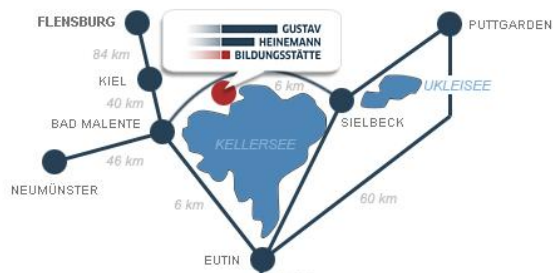 FLENSBURG
GUSTAV
HEINEMANN
BILDUNGSSTÄTTE
PUTTGARDEN
84 km
KIEL
6 km
UKLEISEE
40 km
BAD MALENTE
SIELBECK
KELLERSEE
46 km
NEUMÜNSTER
6 km
60 km
EUTIN